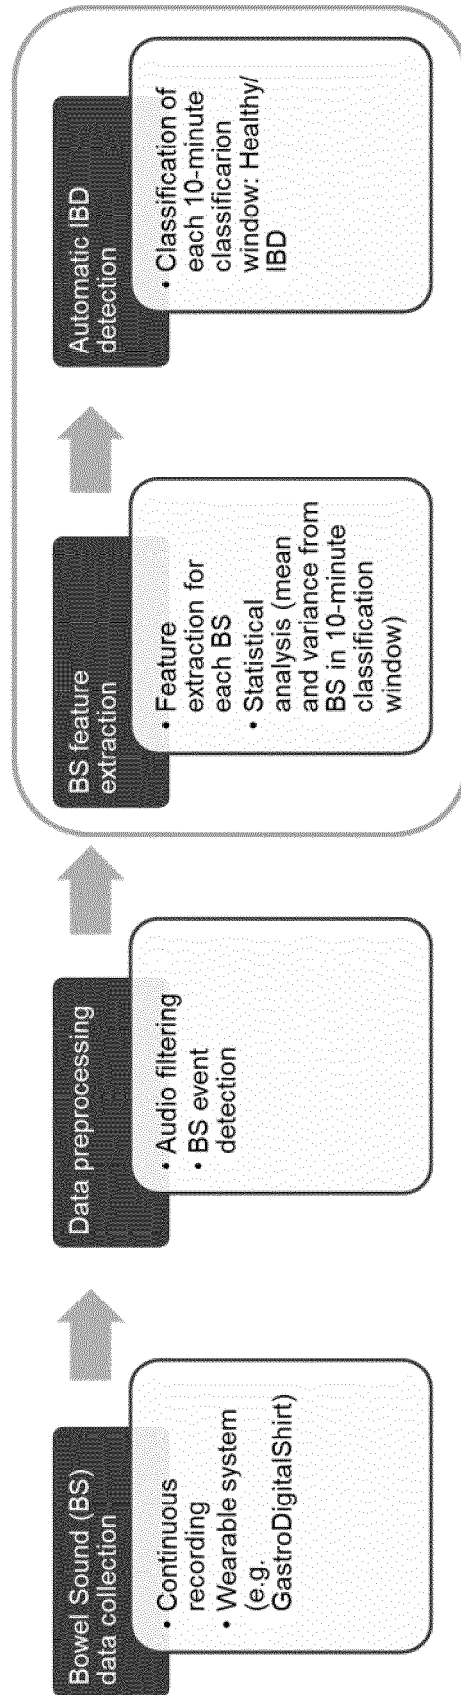 Bowel Sound (BS)
data collection
• Continuous
recording
• Wearable system
(e.g.
GastroDigitalShirt)
Data preprocessing
• Audio filtering
• BS event
detection
BS feature
extraction
• Feature
extraction for
each BS
• Statistical
analysis (mean
and variance from
BS in 10-minute
classification
window)
Automatic IBD
detection
• Classification of
each 10-minute
classificarion
window: Healthy/
IBD